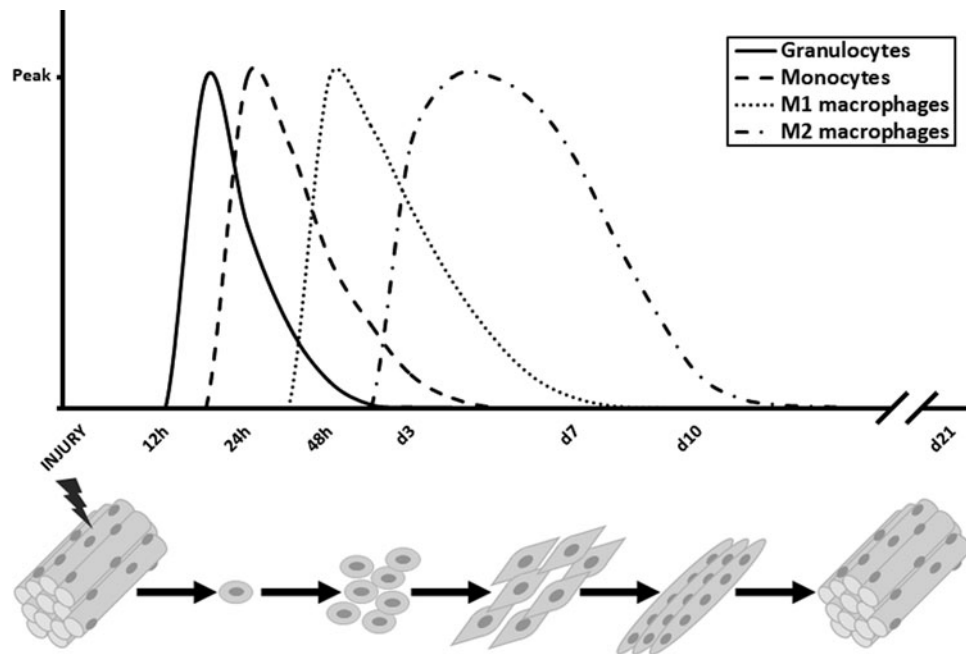 Peak
Granulocytes
Monocytes
M1 macrophages
M2 macrophages
INJURY
12h
24h
48h
d3
d7
d10
d21